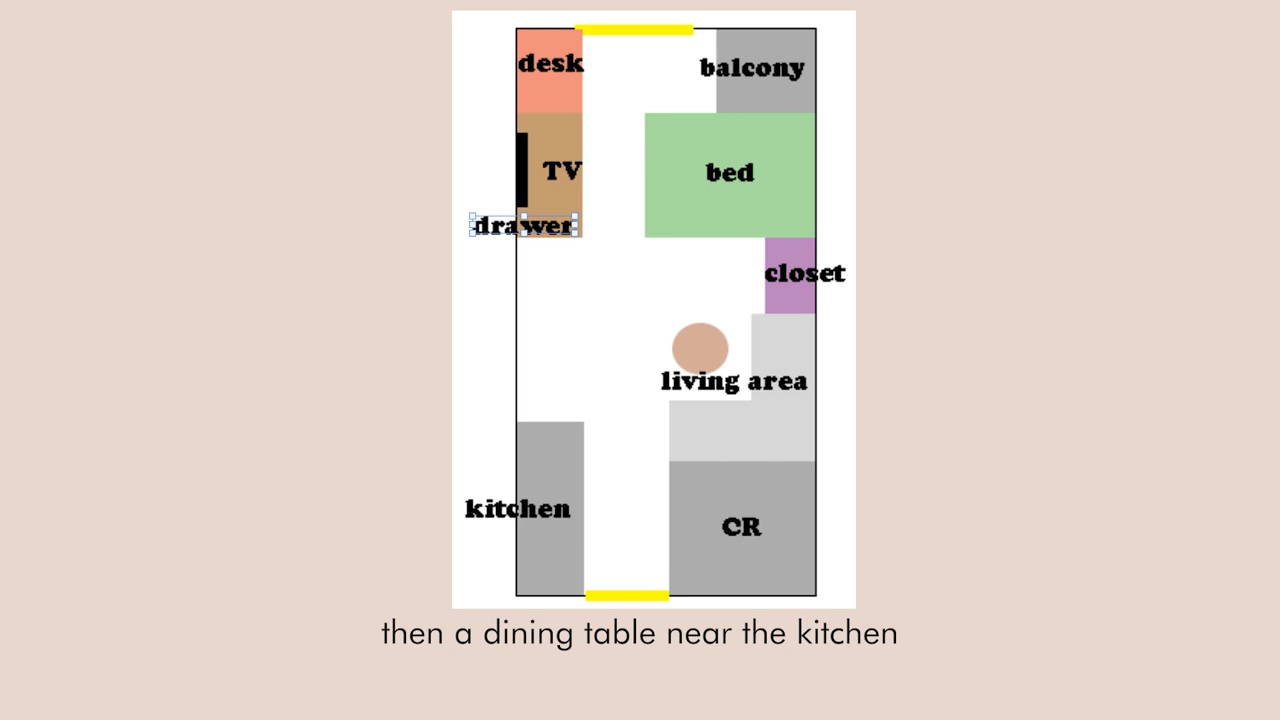 desk
balcony
TV
bed
drawer
closet
living area
kitchen
CR
then a dining table near the kitchen